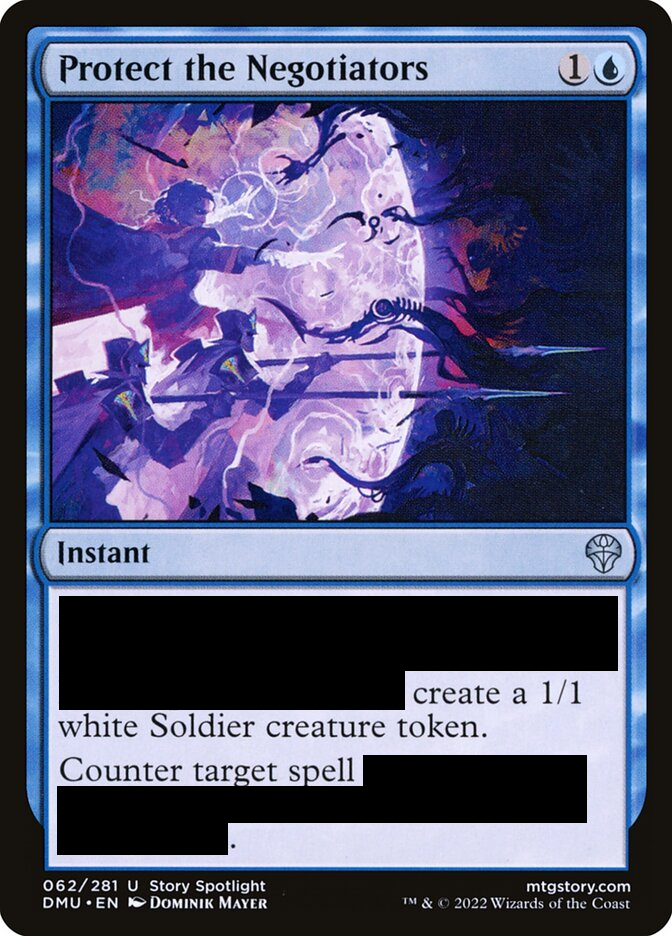 Protect the Negotiators 1
Instant
create a 1/1
white Soldier creature token.
Counter target spell
.
062/281 U Story Spotlight
DMU • EN Dominik Mayer
mtgstory.com
™ & © 2022 Wizards of the Coast